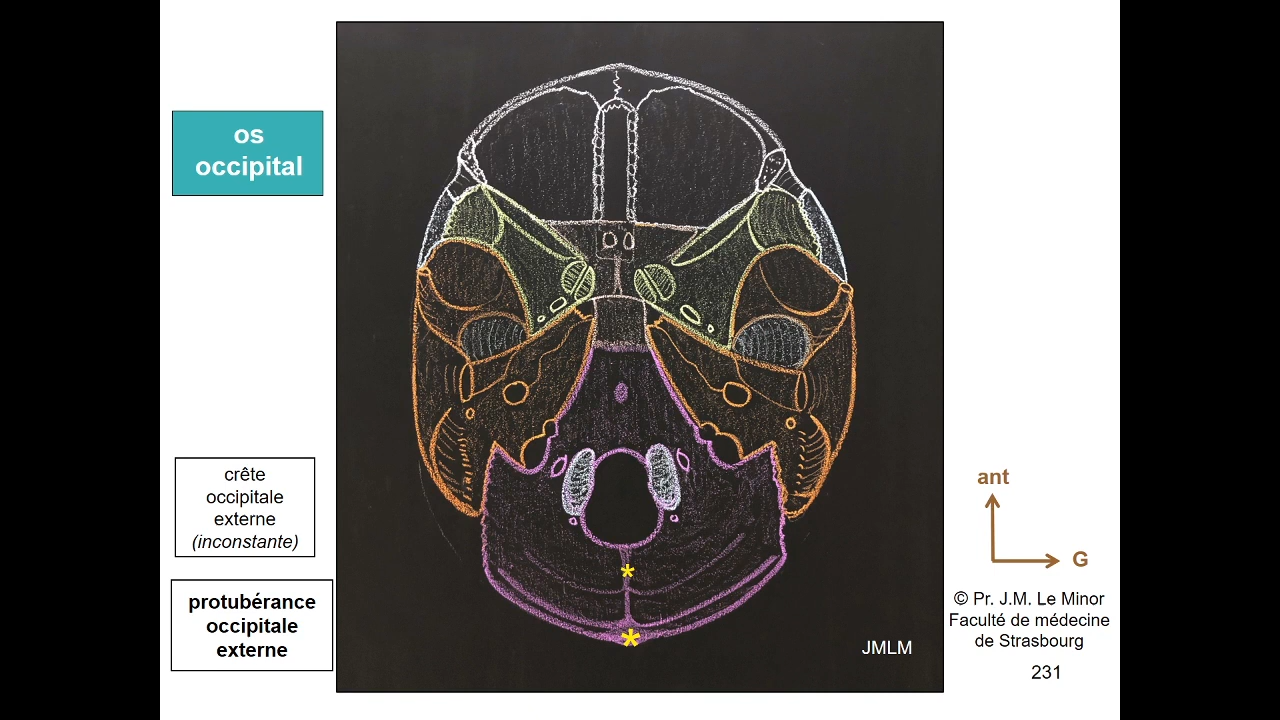 os
occipital
crête
occipitale
externe
(inconstante)
protubérance
occipitale
externe
*
*
JMLM
ant
G
© Pr. J.M. Le Minor
Faculté de médecine
de Strasbourg
231